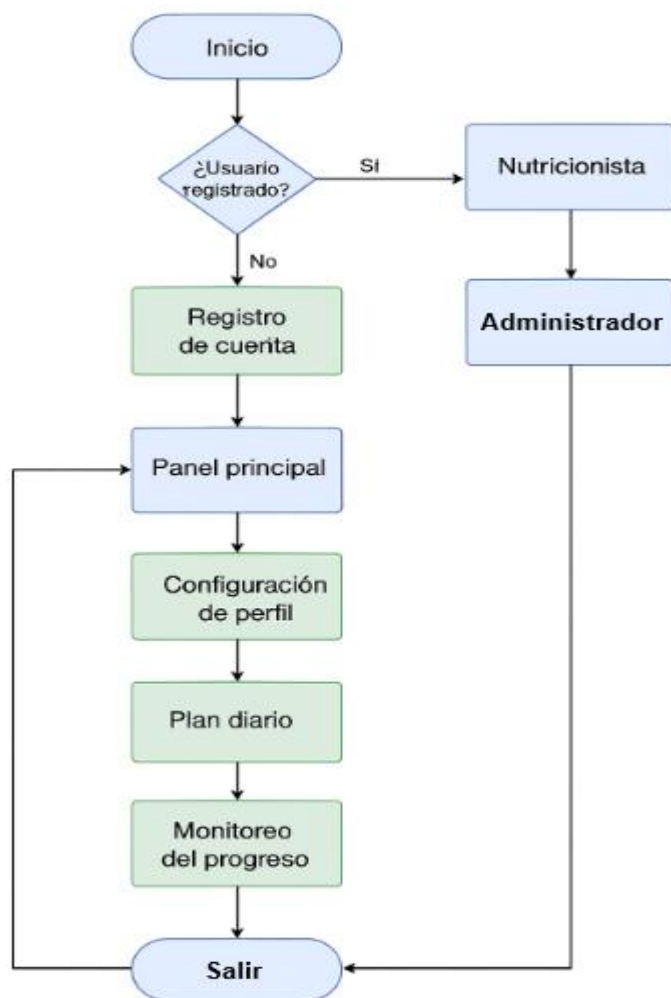 Inicio
¿Usuario
registrado?
Sí
Nutricionista
No
Registro
de cuenta
Administrador
Panel principal
Configuración
de perfil
Plan diario
Monitoreo
del progreso
Salir